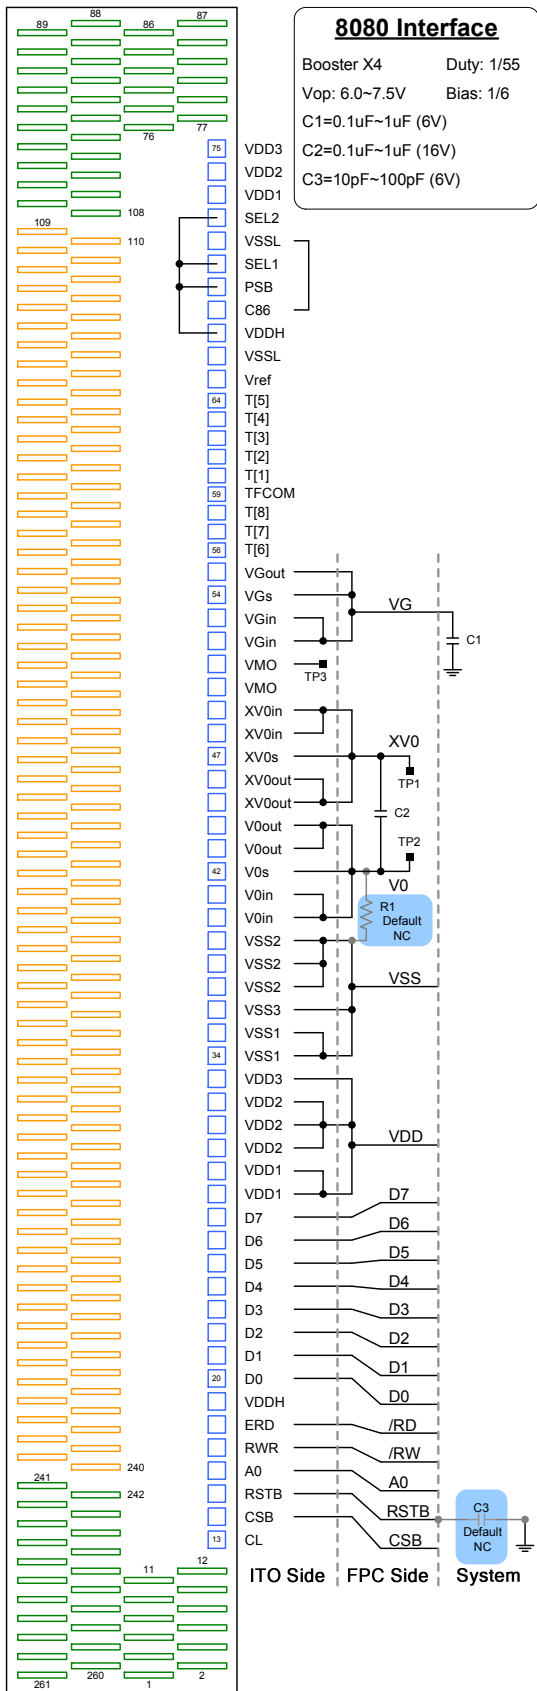 8080 Interface
Booster X4 Duty: 1/55
Vop: 6.0~7.5V Bias: 1/6
C1=0.1uF~1uF (6V)
C2=0.1uF~1uF (16V)
C3=10pF~100pF (6V)
88 87
89 86
77
76
75 VDD3
VDD2
VDD1
108 SEL2
109
110 VSSL
SEL1
PSB
C86
VDDH
VSSL
Vref
64 T[5]
T[4]
T[3]
T[2]
T[1]
59 TFCOM
T[8]
T[7]
56 T[6]
VGout
54 VGs
VG
VGin
VGin C1
VMO
TP3
VMO
XV0in
XV0in
XV0
47 XV0s
XV0out TP1
XV0out
C2
V0out
V0out TP2
42 V0s
V0
V0in
R1
V0in Default
NC
VSS2
VSS2
VSS
VSS2
VSS3
VSS1
34 VSS1
VDD3
VDD2
VDD2
VDD
VDD2
VDD1
VDD1 D7
D7 D6
D6 D5
D5 D4
D4 D3
D3
D2 D2
D1 D1
20 D0 D0
VDDH
ERD /RD
RWR /RW
240 A0 A0
241
242 RSTB RSTB C3
CSB Default
13 CL CSB NC
12
11 ITO Side FPC Side System
261 260 1 2